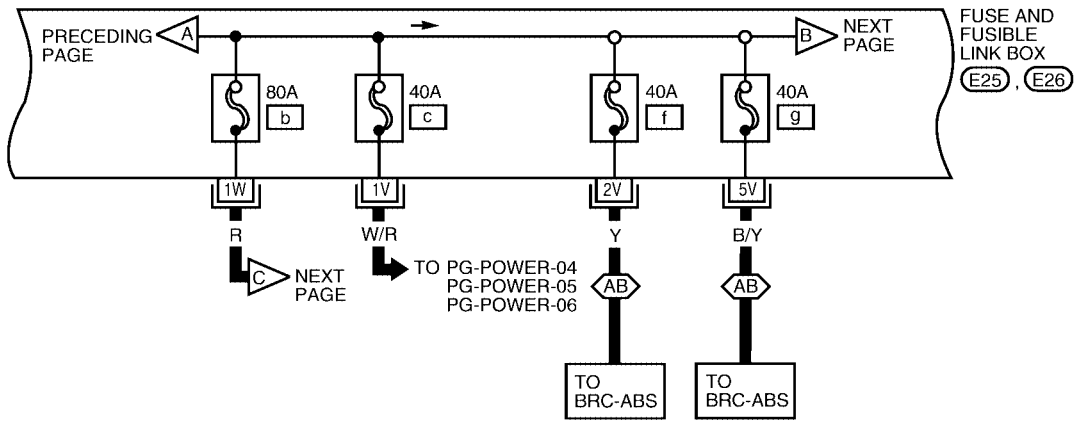 PRECEDING
PAGE
A
B
NEXT
PAGE
FUSE AND
FUSIBLE
LINK BOX
E25 , E26
80A
b
40A
c
40A
f
40A
g
1W
1V
2V
5V
R
W/R
Y
B/Y
C
NEXT
PAGE
TO PG-POWER-04
PG-POWER-05
PG-POWER-06
AB
AB
TO
BRC-ABS
TO
BRC-ABS